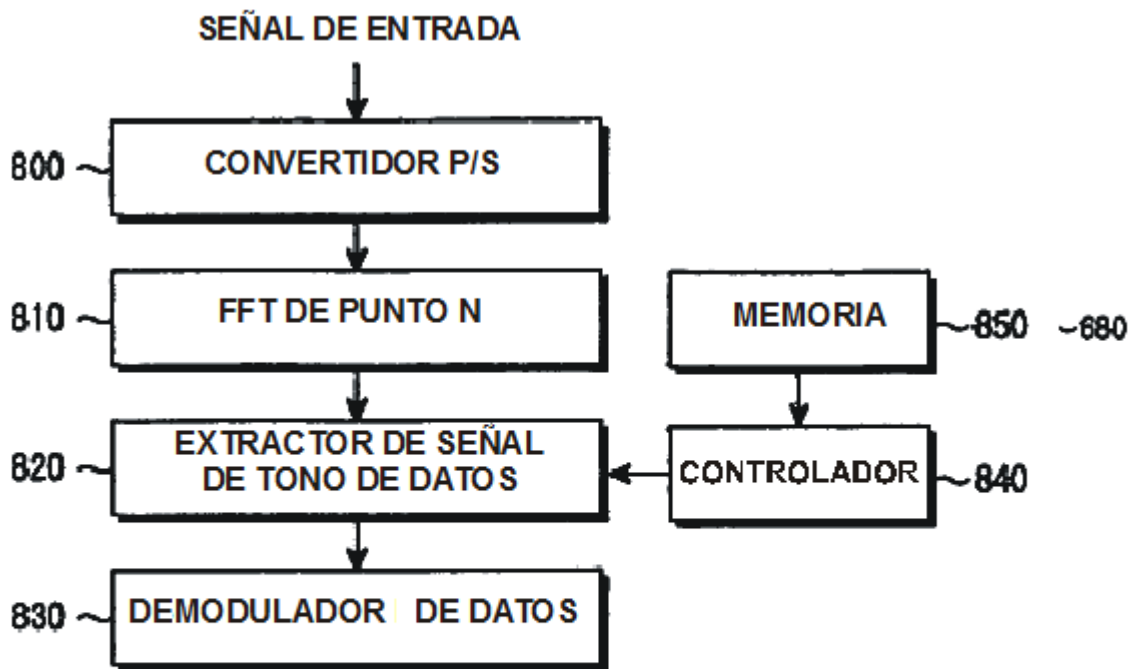 SEÑAL DE ENTRADA
800
CONVERTIDOR P/S
810
FFT DE PUNTO N
MEMORIA
850
680
820
EXTRACTOR DE SEÑAL
DE TONO DE DATOS
CONTROLADOR
840
830
DEMODULADOR DE DATOS